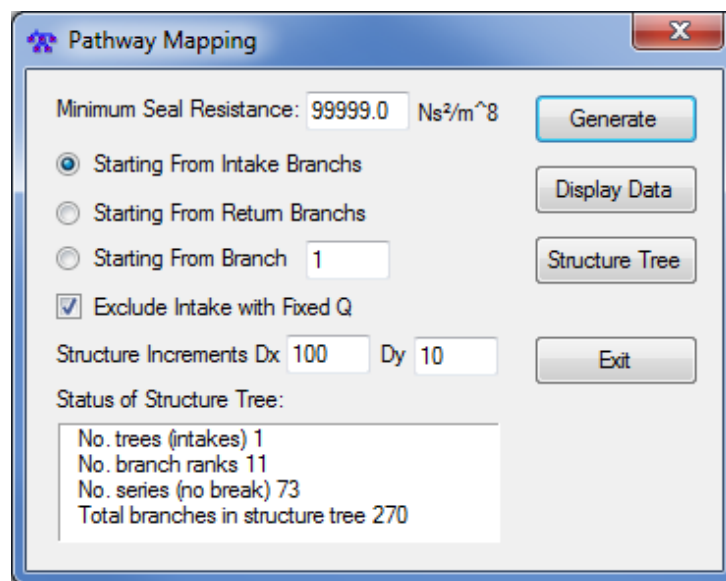 Pathway Mapping
Minimum Seal Resistance: 99999.0 Ns²/m^8
Generate
Starting From Intake Branchs
Display Data
Starting From Return Branchs
Starting From Branch 1
Structure Tree
Exclude Intake with Fixed Q
Structure Increments Dx 100 Dy 10
Exit
Status of Structure Tree:
No. trees (intakes) 1
No. branch ranks 11
No. series (no break) 73
Total branches in structure tree 270